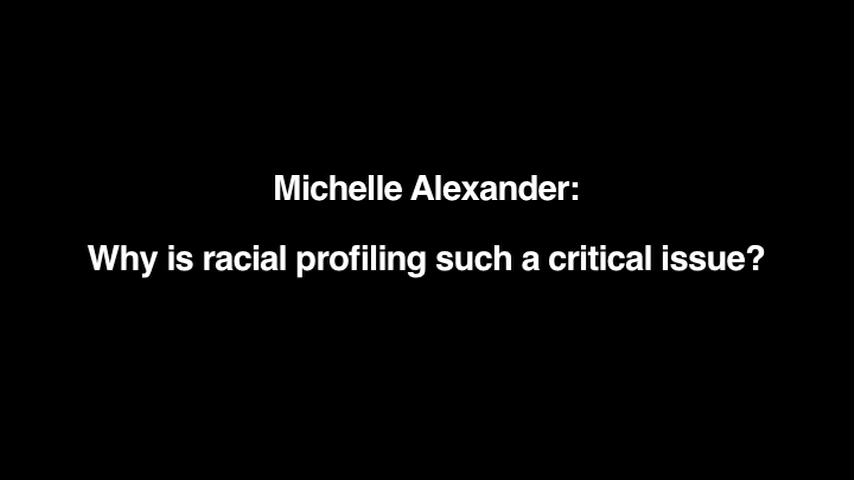 Michelle Alexander:
Why is racial profiling such a critical issue?